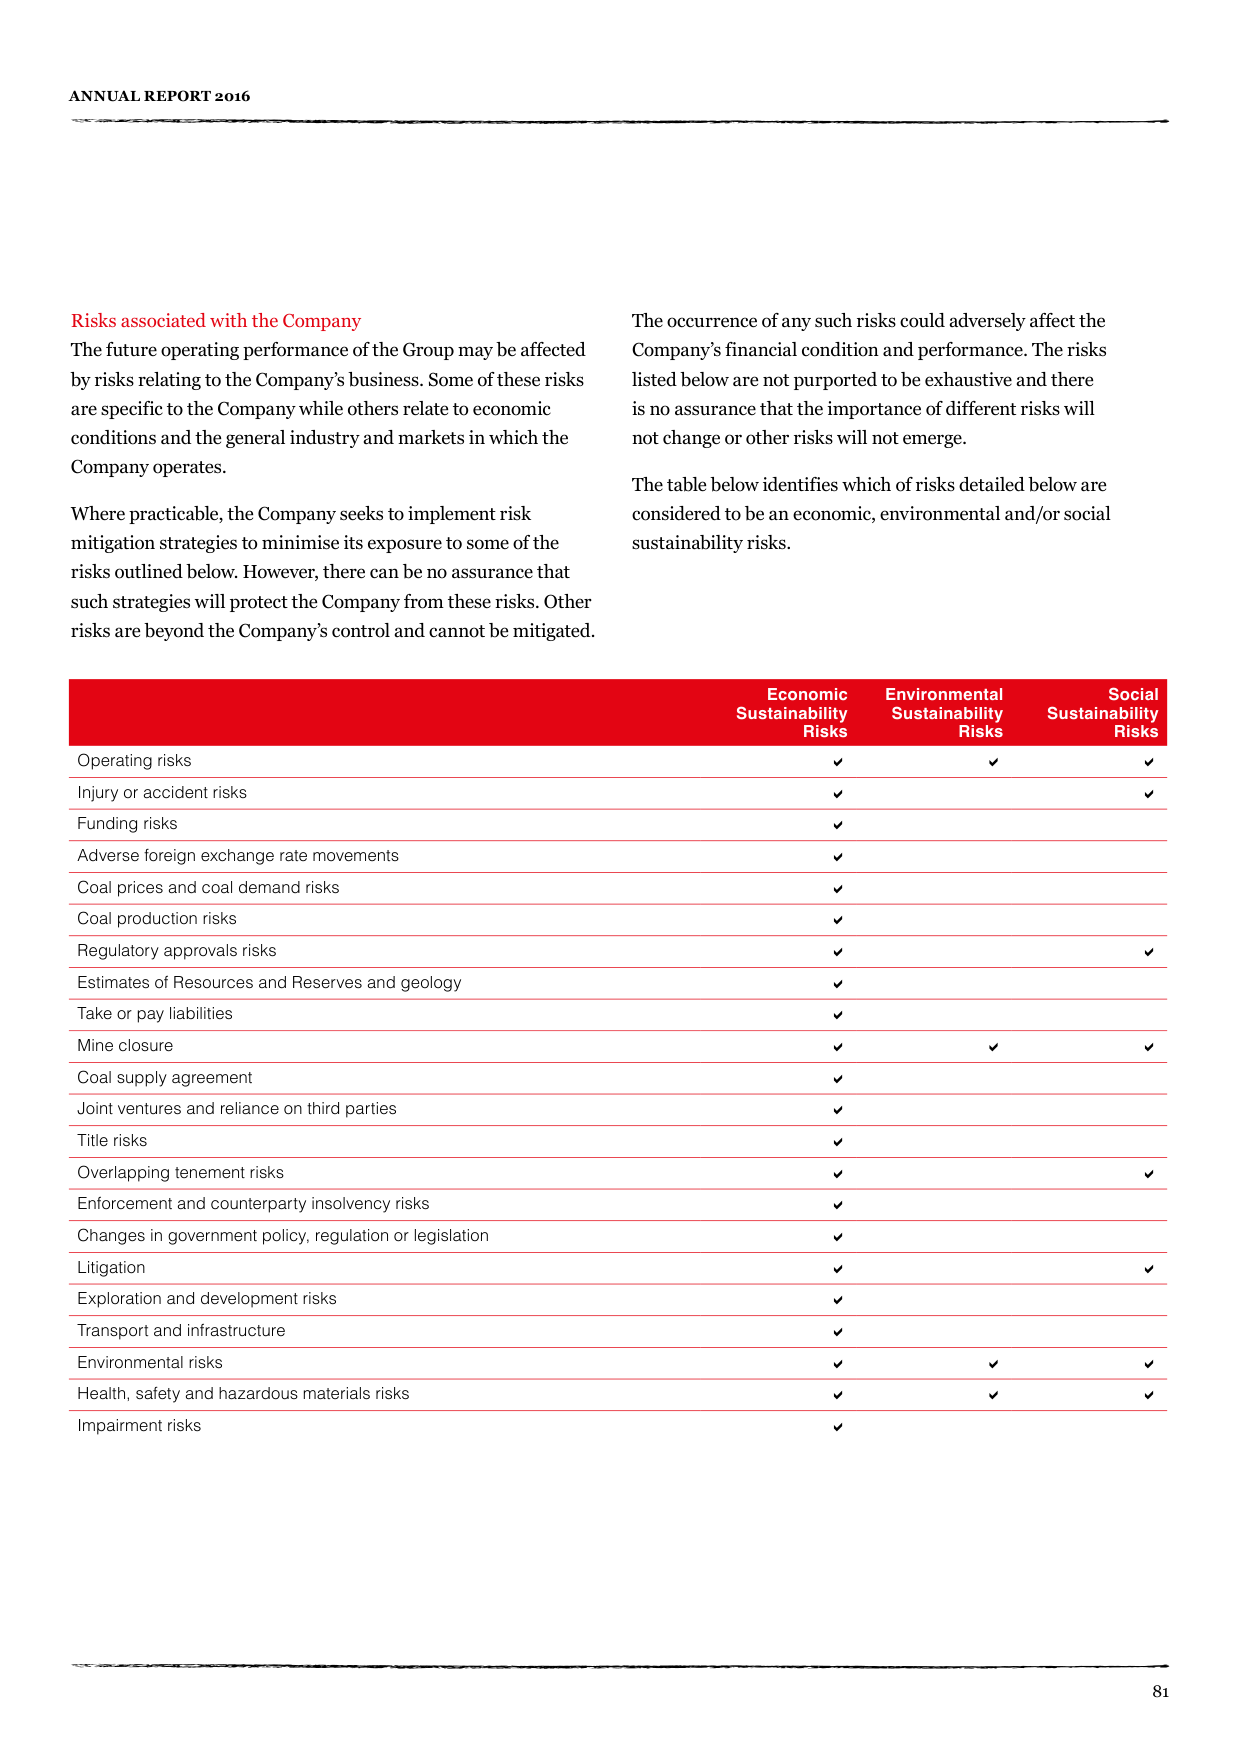 ANNUAL REPORT 2016
Risks associated with the Company
The future operating performance of the Group may be affected
by risks relating to the Company’s business. Some of these risks
are specific to the Company while others relate to economic
conditions and the general industry and markets in which the
Company operates.
Where practicable, the Company seeks to implement risk
mitigation strategies to minimise its exposure to some of the
risks outlined below. However, there can be no assurance that
such strategies will protect the Company from these risks. Other
risks are beyond the Company’s control and cannot be mitigated.
The occurrence of any such risks could adversely affect the
Company’s financial condition and performance. The risks
listed below are not purported to be exhaustive and there
is no assurance that the importance of different risks will
not change or other risks will not emerge.
The table below identifies which of risks detailed below are
considered to be an economic, environmental and/or social
sustainability risks.
Economic Environmental Social
Sustainability Sustainability Sustainability
Risks Risks Risks
Operating risks ✓ ✓ ✓
Injury or accident risks ✓ ✓
Funding risks ✓
Adverse foreign exchange rate movements ✓
Coal prices and coal demand risks ✓
Coal production risks ✓
Regulatory approvals risks ✓ ✓
Estimates of Resources and Reserves and geology ✓
Take or pay liabilities ✓
Mine closure ✓ ✓ ✓
Coal supply agreement ✓
Joint ventures and reliance on third parties ✓
Title risks ✓
Overlapping tenement risks ✓ ✓
Enforcement and counterparty insolvency risks ✓
Changes in government policy, regulation or legislation ✓
Litigation ✓ ✓
Exploration and development risks ✓
Transport and infrastructure ✓
Environmental risks ✓ ✓ ✓
Health, safety and hazardous materials risks ✓ ✓ ✓
Impairment risks ✓
81